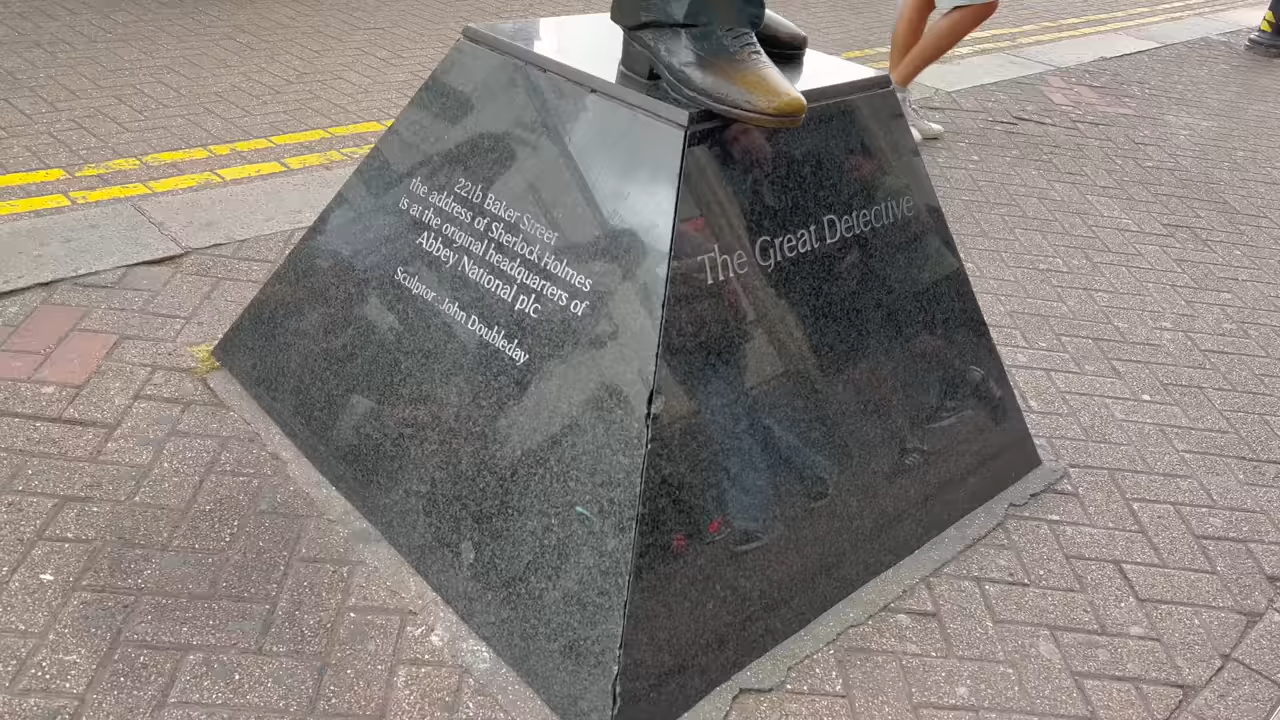 221b Baker Street
the address of Sherlock Holmes
is at the original headquarters of
Abbey National plc
Sculptor: John Doubleday
The Great Detective